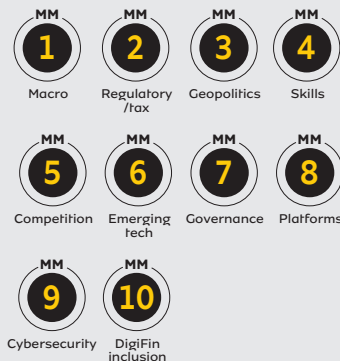 MM MM MM MM
1 2 3 4
Macro Regulatory Geopolitics Skills
/tax
MM MM MM MM
5 6 7 8
Competition Emerging Governance Platforms
tech
MM MM
9 10
Cybersecurity DigiFin
inclusion